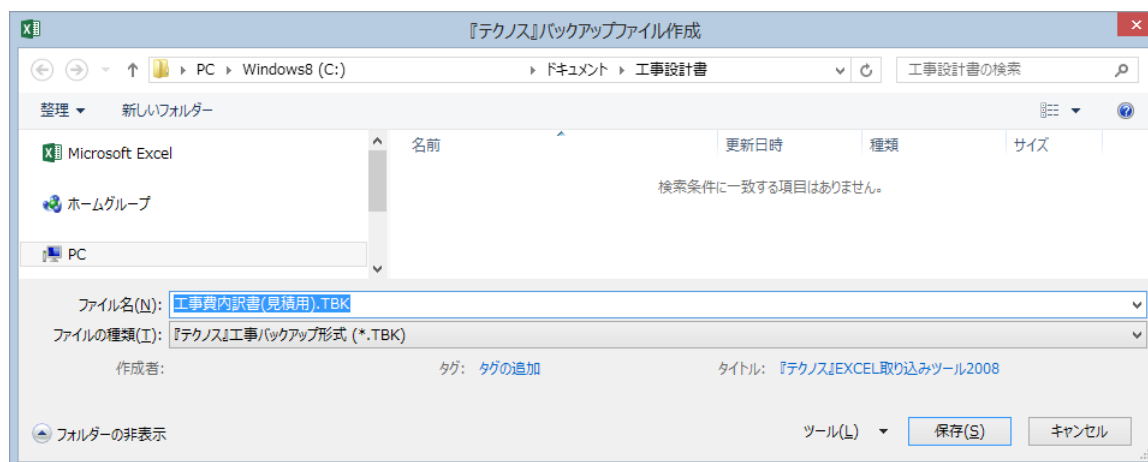 『テクノス』バックアップファイル作成
PC Windows8 (C:) ドキュメント 工事設計書 工事設計書の検索
整理 新しいフォルダー
名前 更新日時 種類 サイズ
Microsoft Excel
検索条件に一致する項目はありません。
ホームグループ
PC
ファイル名(N): 工事費内訳書(見積用).TBK
ファイルの種類(T): 『テクノス』工事バックアップ形式 (*.TBK)
作成者: タグ: タグの追加 タイトル: 『テクノス』EXCEL取り込みツール2008
フォルダーの非表示 ツール(L) 保存(S) キャンセル